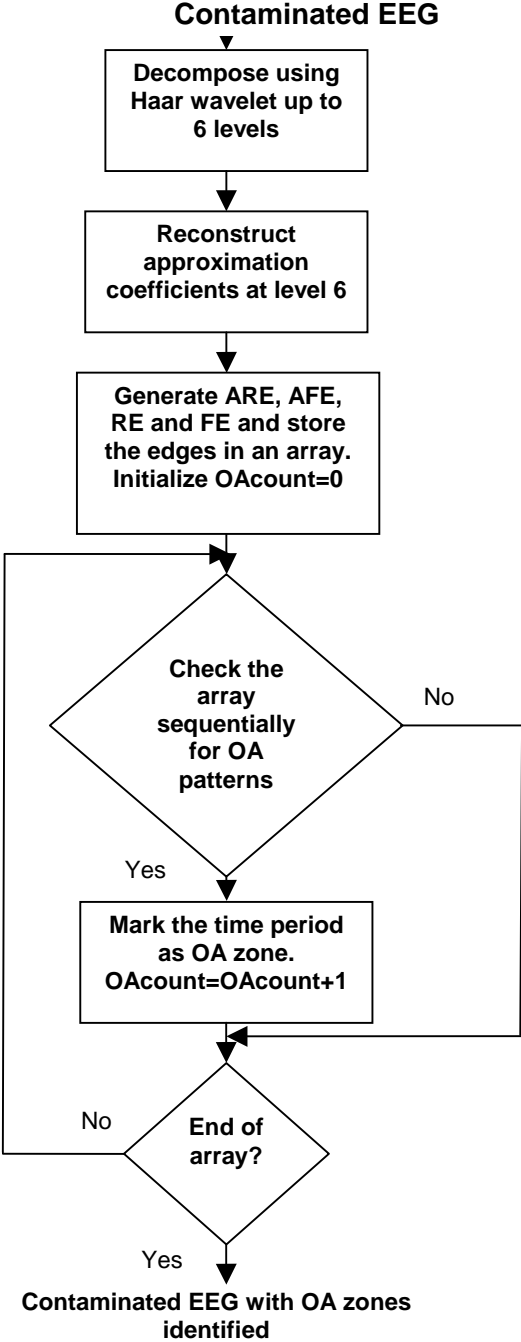 Contaminated EEG
Decompose using
Haar wavelet up to
6 levels
Reconstruct
approximation
coefficients at level 6
Generate ARE, AFE,
RE and FE and store
the edges in an array.
Initialize OAcount=0
Check the
array
sequentially
for OA
patterns
No
Yes
Mark the time period
as OA zone.
OAcount=OAcount+1
No
End of
array?
Yes
Contaminated EEG with OA zones
identified